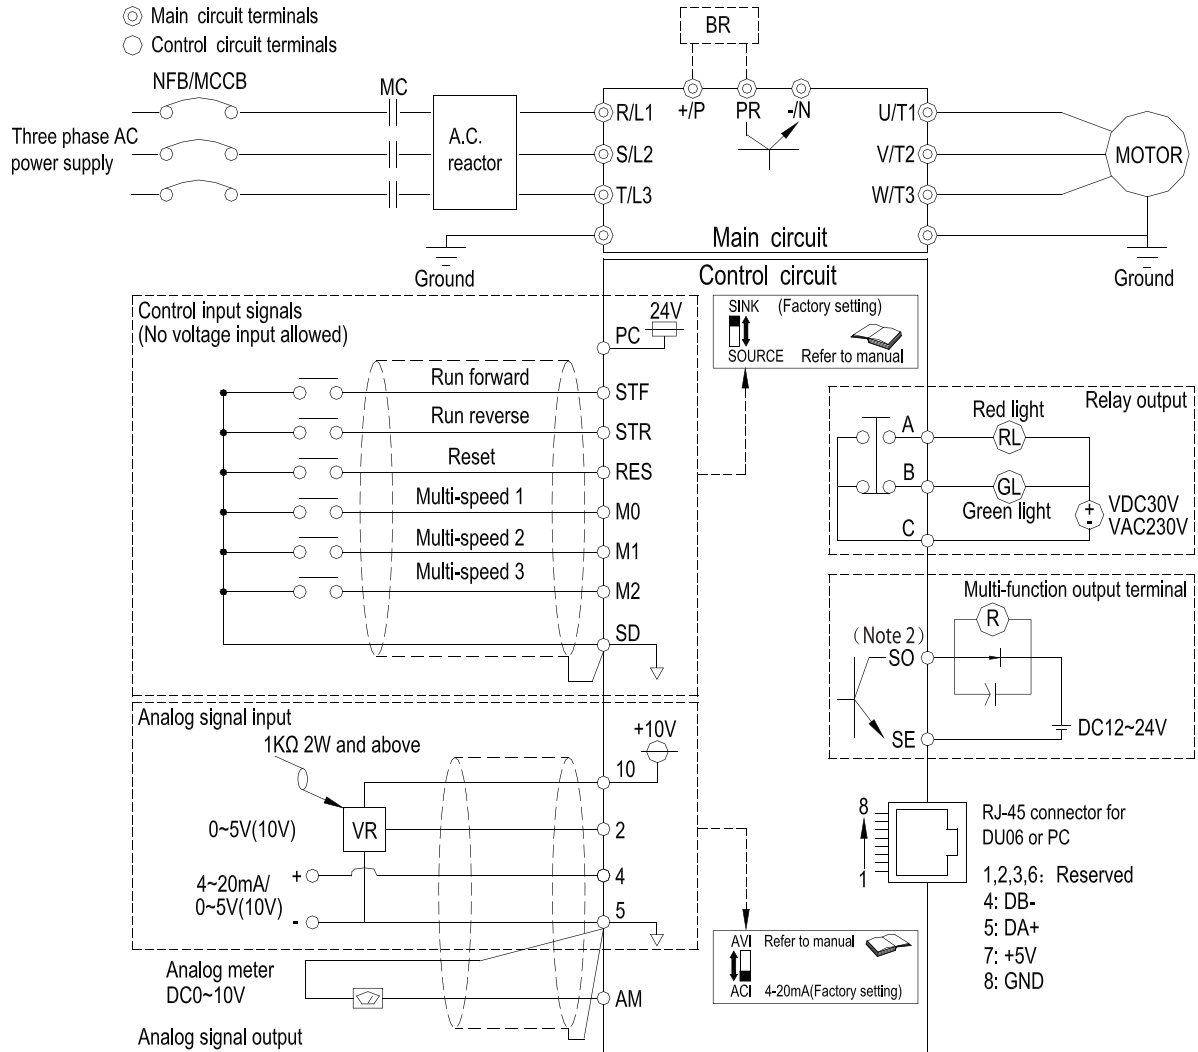 Main circuit terminals
Control circuit terminals
BR
NFB/MCCB
MC
Three phase AC
power supply
A.C.
reactor
R/L1
S/L2
T/L3
+/P
PR
-/N
U/T1
V/T2
W/T3
MOTOR
Ground
Main circuit
Ground
Control circuit
Control input signals
(No voltage input allowed)
24V
PC
SINK (Factory setting)
SOURCE Refer to manual
Run forward
STF
Run reverse
STR
Reset
RES
Multi-speed 1
M0
Multi-speed 2
M1
Multi-speed 3
M2
SD
Relay output
Red light
A
RL
B
GL
Green light
C
+
-
VDC30V
VAC230V
Multi-function output terminal
R
(Note 2)
SO
SE
DC12~24V
Analog signal input
1KΩ 2W and above
+10V
10
0~5V(10V)
VR
2
4~20mA/
0~5V(10V)
+
-
4
5
8
1
RJ-45 connector for
DU06 or PC
1,2,3,6: Reserved
4: DB-
5: DA+
7: +5V
8: GND
AVI Refer to manual
ACI 4-20mA(Factory setting)
Analog meter
DC0~10V
AM
Analog signal output